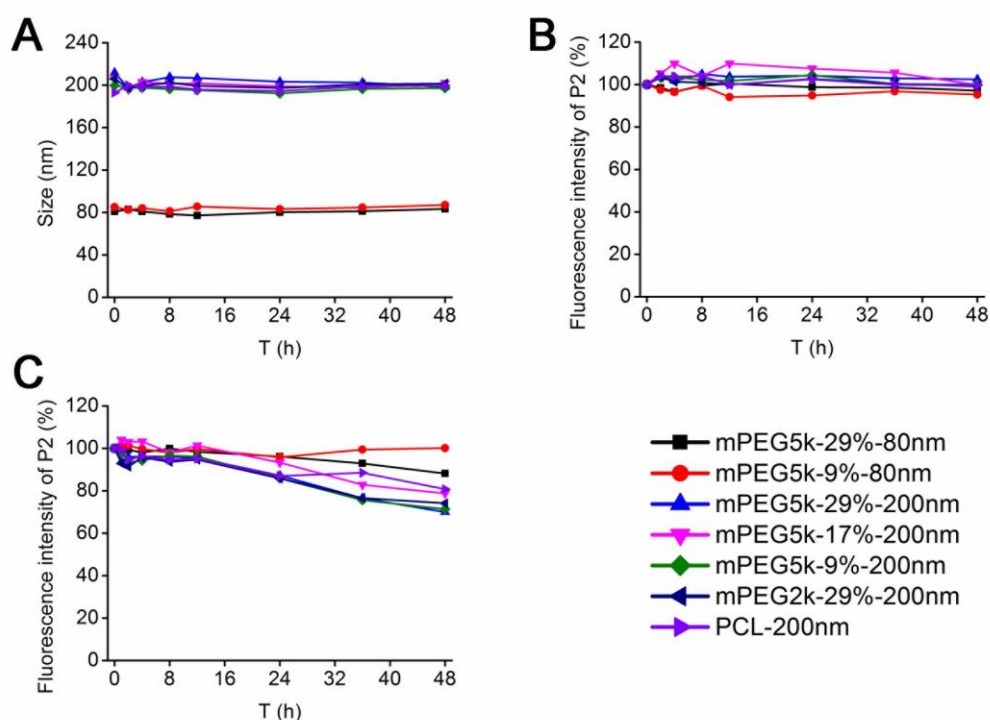 A
Size (nm)
240
200
160
120
80
40
0
0 8 16 24 32 40 48
T (h)
B
Fluorescence intensity of P2 (%)
120
100
80
60
40
20
0
0 8 16 24 32 40 48
T (h)
C
Fluorescence intensity of P2 (%)
120
100
80
60
40
20
0
0 8 16 24 32 40 48
T (h)
mPEG5k-29%-80nm
mPEG5k-9%-80nm
mPEG5k-29%-200nm
mPEG5k-17%-200nm
mPEG5k-9%-200nm
mPEG2k-29%-200nm
PCL-200nm